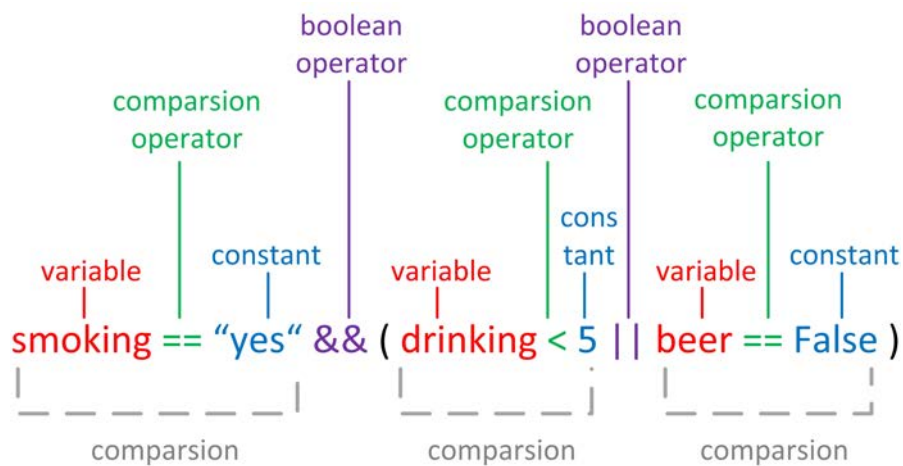 boolean operator
boolean operator
comparsion operator
comparsion operator
comparsion operator
variable
constant
variable
cons tant
variable
constant
smoking == “yes“ && ( drinking < 5 || beer == False )
comparsion
comparsion
comparsion